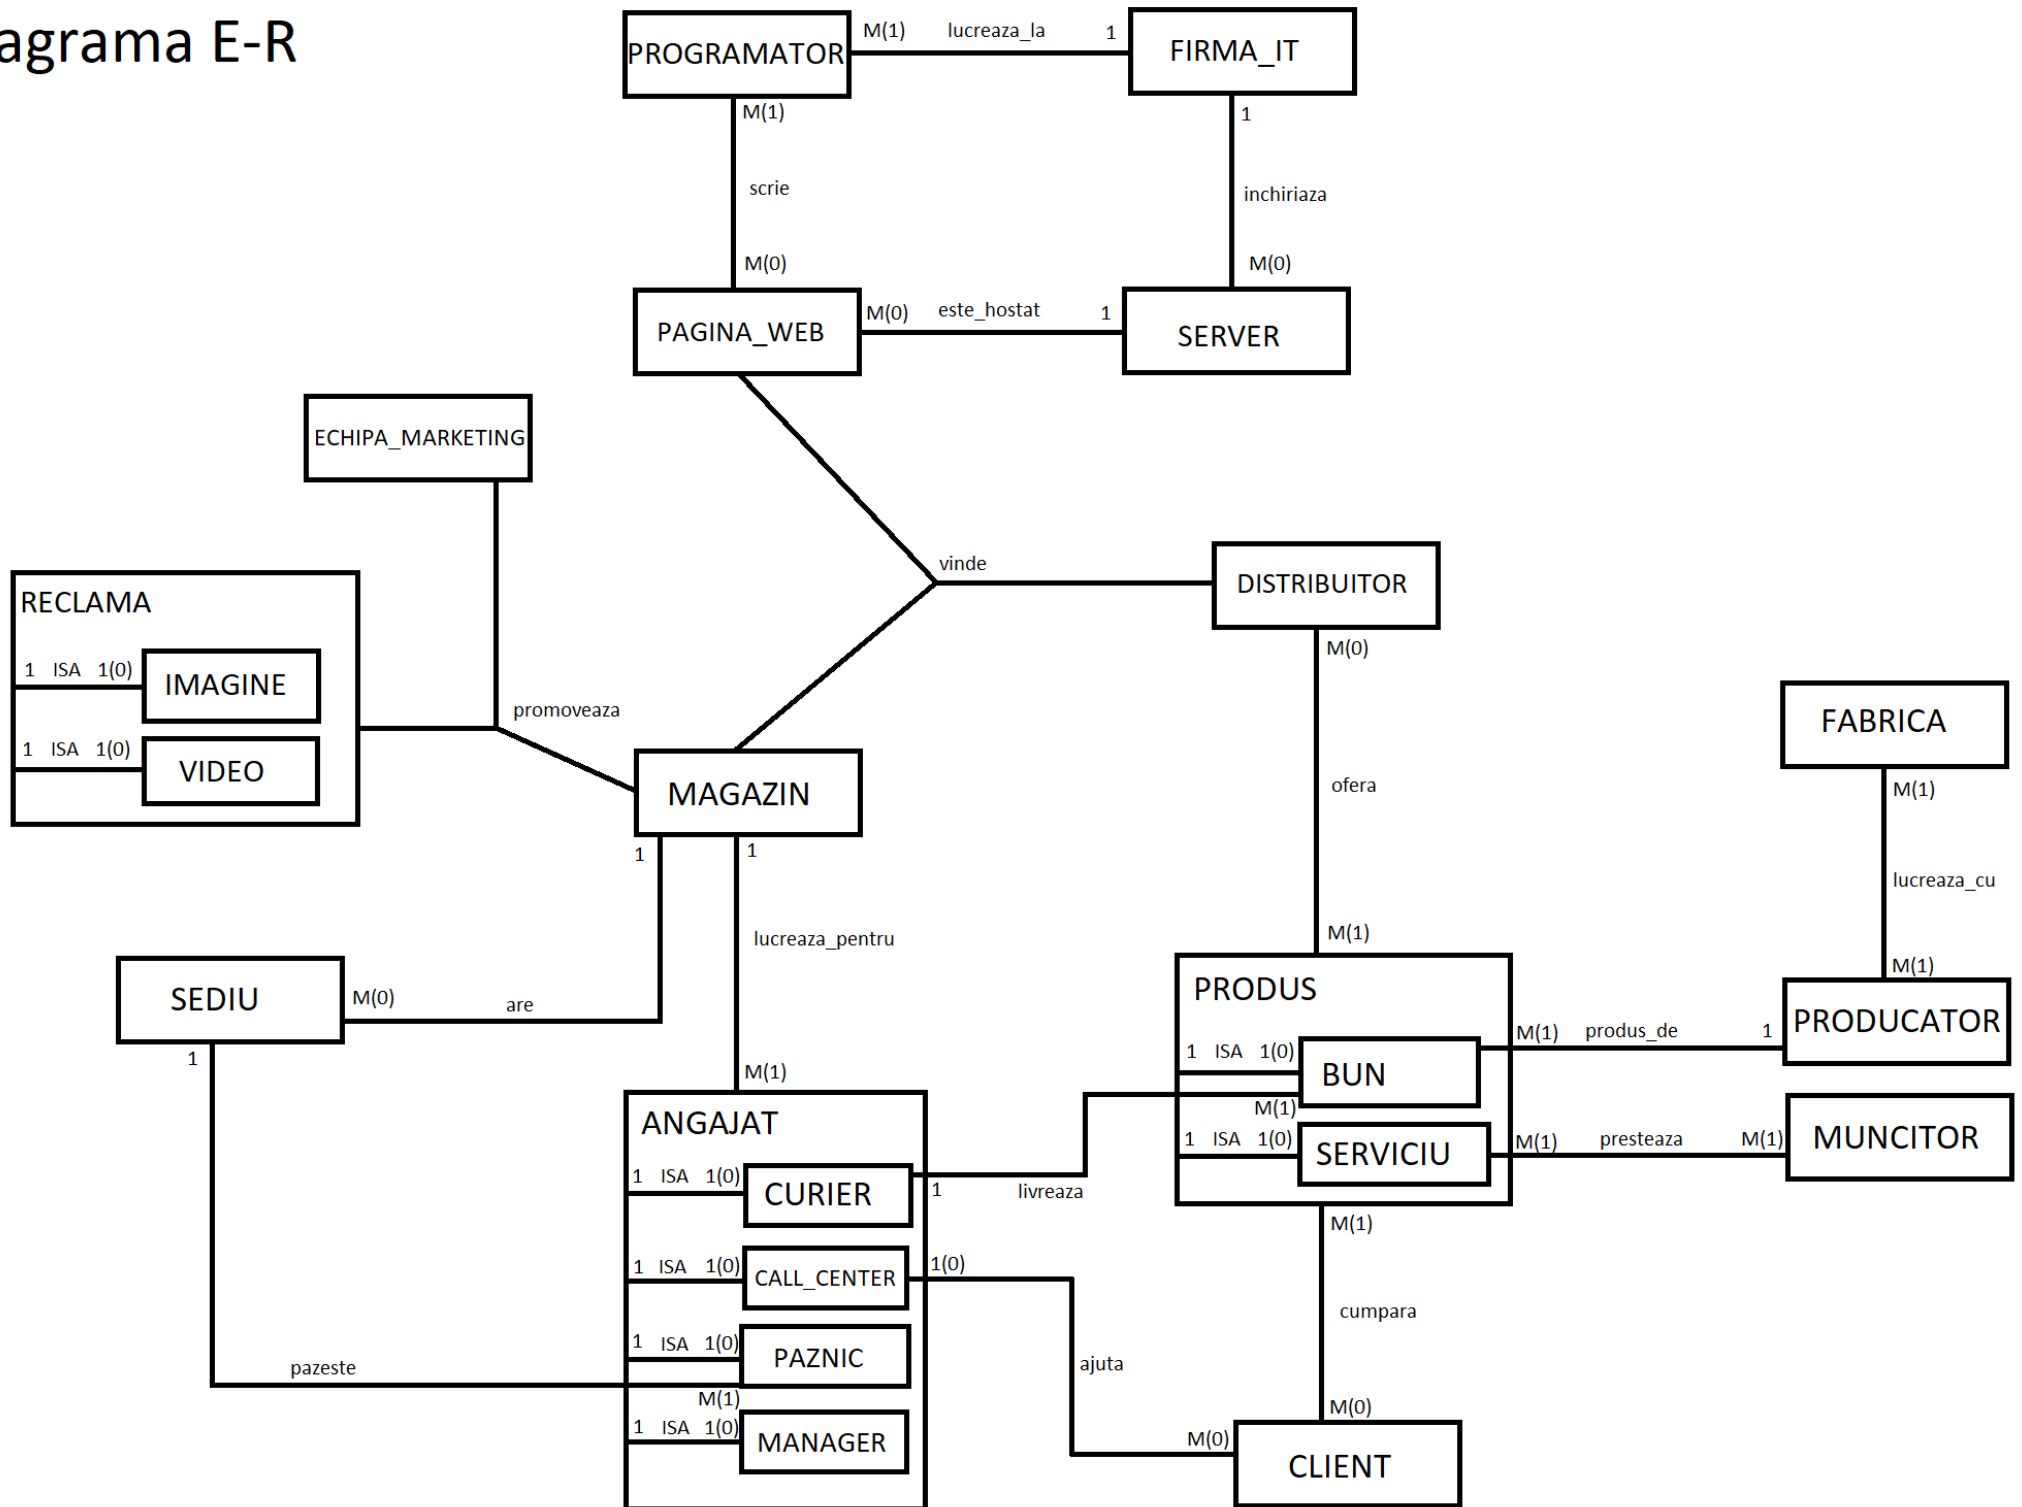 agrama E-R
PROGRAMATOR
M(1) lucreaza_la 1
FIRMA_IT
M(1)
1
scrie
inchiriaza
M(0)
M(0)
PAGINA_WEB
M(0) este_hostat 1
SERVER
ECHIPA_MARKETING
vinde
DISTRIBUITOR
RECLAMA
M(0)
1 ISA 1(0)
IMAGINE
promoveaza
FABRICA
1 ISA 1(0)
VIDEO
MAGAZIN
ofera
M(1)
1
1
lucreaza_cu
lucreaza_pentru
M(1)
M(1)
SEDIU
M(0)
are
PRODUS
PRODUCATOR
M(1) produs_de 1
1
1 ISA 1(0)
BUN
M(1)
M(1)
ANGAJAT
1 ISA 1(0)
SERVICIU
M(1) presteaza M(1)
MUNCITOR
1 ISA 1(0)
CURIER
1
livreaza
M(1)
1 ISA 1(0)
CALL_CENTER
1(0)
cumpara
1 ISA 1(0)
PAZNIC
pazeste
ajuta
M(1)
M(0)
1 ISA 1(0)
MANAGER
M(0)
CLIENT